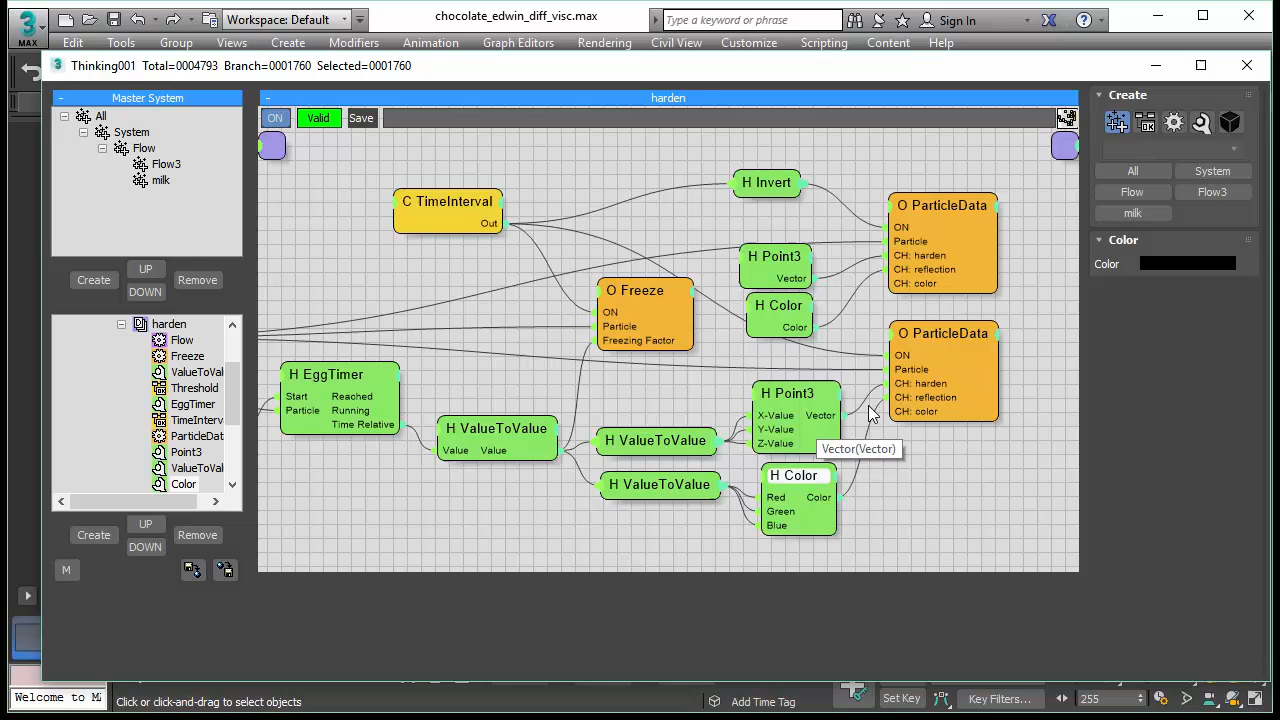 3
MAX
Workspace: Default
chocolate_edwin_diff_visc.max
Type a keyword or phrase
Sign In
Edit Tools Group Views Create Modifiers Animation Graph Editors Rendering Civil View Customize Scripting Content Help
3 Thinking001 Total=0004793 Branch=0001760 Selected=0001760
- Master System
All
System
Flow
Flow3
milk
UP
Create
Remove
DOWN
harden
Flow
Freeze
ValueToVal
Threshold
EggTimer
TimeInterv
ParticleDat
Point3
ValueToVal
Color
UP
Create
Remove
DOWN
M
- harden
ON Valid Save
C TimeInterval
Out
H Invert
O ParticleData
ON
Particle
CH: harden
CH: reflection
CH: color
H Point3
Vector
H Color
Color
O Freeze
ON
Particle
Freezing Factor
O ParticleData
ON
Particle
CH: harden
CH: reflection
CH: color
H EggTimer
Start Reached
Particle Running
Time Relative
H ValueToValue
Value Value
H ValueToValue
H ValueToValue
H Point3
X-Value Vector
Y-Value
Z-Value
Vector(Vector)
H Color
Red Color
Green
Blue
Create
All System
Flow Flow3
milk
Color
Color
Welcome to M
Click or click-and-drag to select objects
Add Time Tag
Set Key
Key Filters...
255